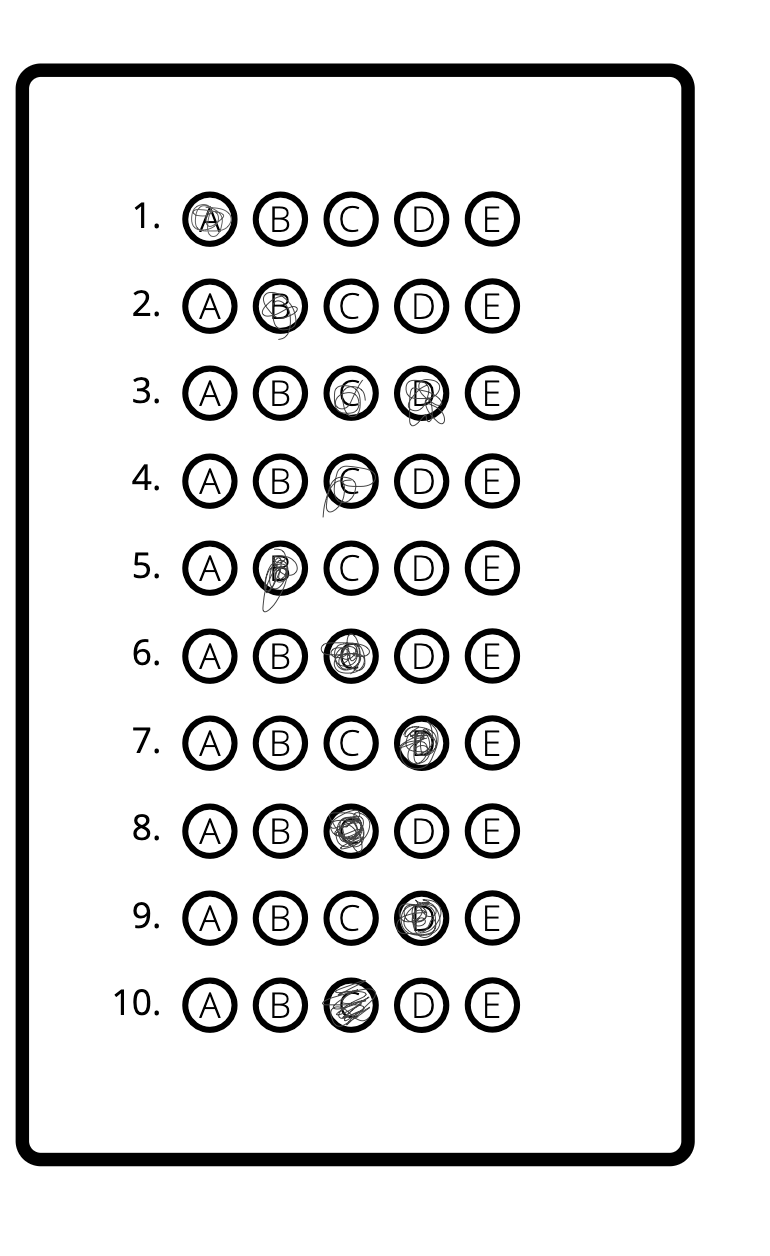 1. A B C D E
2. A B C D E
3. A B C D E
4. A B C D E
5. A B C D E
6. A B C D E
7. A B C D E
8. A B C D E
9. A B C D E
10. A B C D E